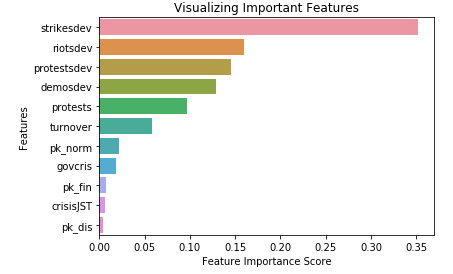 Visualizing Important Features
strikesdev
riotsdev
protestsdev
demosdev
protests
turnover
pk_norm
govcris
pk_fin
crisisJST
pk_dis
Features
0.00 0.05 0.10 0.15 0.20 0.25 0.30 0.35
Feature Importance Score